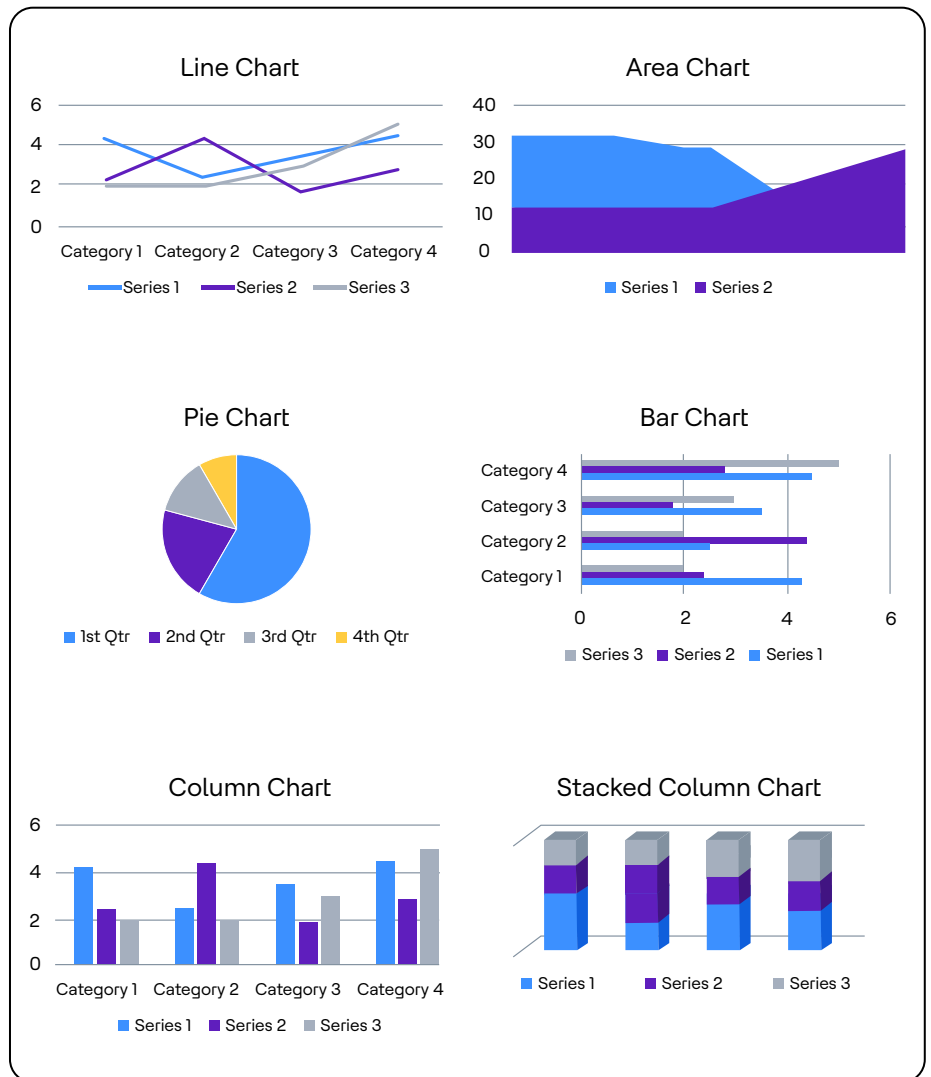 Line Chart
6
4
2
0
Category 1 Category 2 Category 3 Category 4
Series 1 Series 2 Series 3
Area Chart
40
30
20
10
0
Series 1 Series 2
Pie Chart
1st Qtr 2nd Qtr 3rd Qtr 4th Qtr
Bar Chart
Category 4
Category 3
Category 2
Category 1
0 2 4 6
Series 3 Series 2 Series 1
Column Chart
6
4
2
0
Category 1 Category 2 Category 3 Category 4
Series 1 Series 2 Series 3
Stacked Column Chart
Series 1 Series 2 Series 3